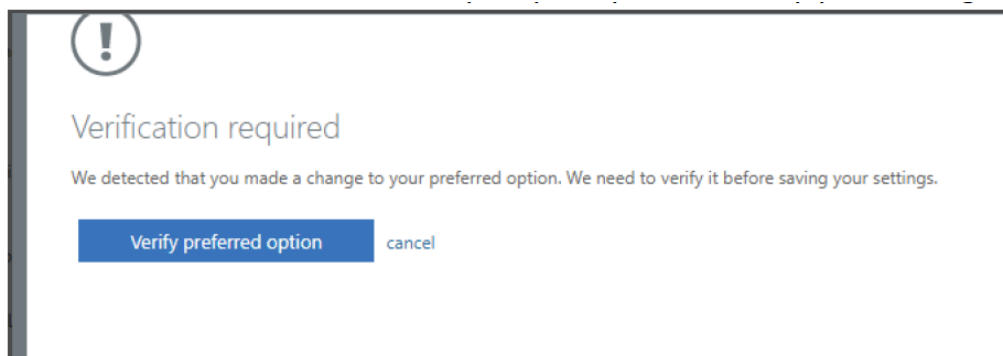 !
Verification required
We detected that you made a change to your preferred option. We need to verify it before saving your settings.
Verify preferred option cancel